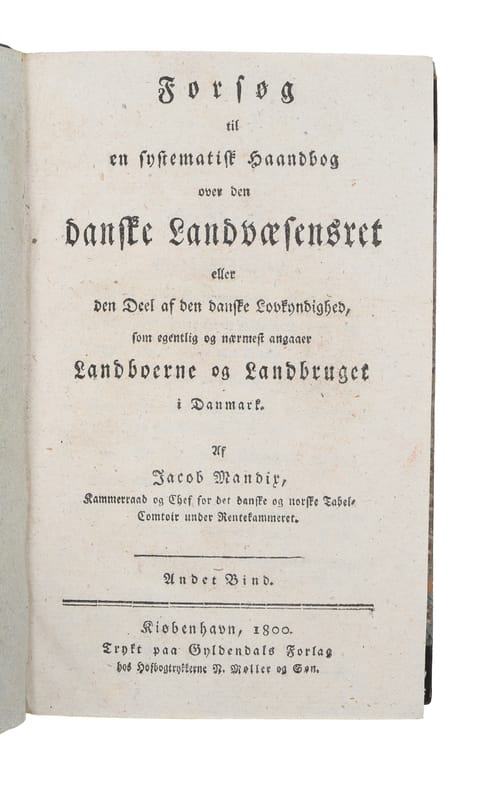 Forsøg
til
en systematisk Haandbog
over den
danske Landvæsensret
eller
den Deel af den danske Lovkyndighed,
som egentlig og nærmest angaaer
Landboerne og Landbruget
i Danmark.
Af
Jacob Mandix,
Kammerraad og Chef for det danske og norske Tabel-
Comtoir under Rentekammeret.
Andet Bind.
Kiøbenhavn, 1800.
Trykt paa Gyldendals Forlag
hos Hofbogtrykkerne N. Møller og Søn.